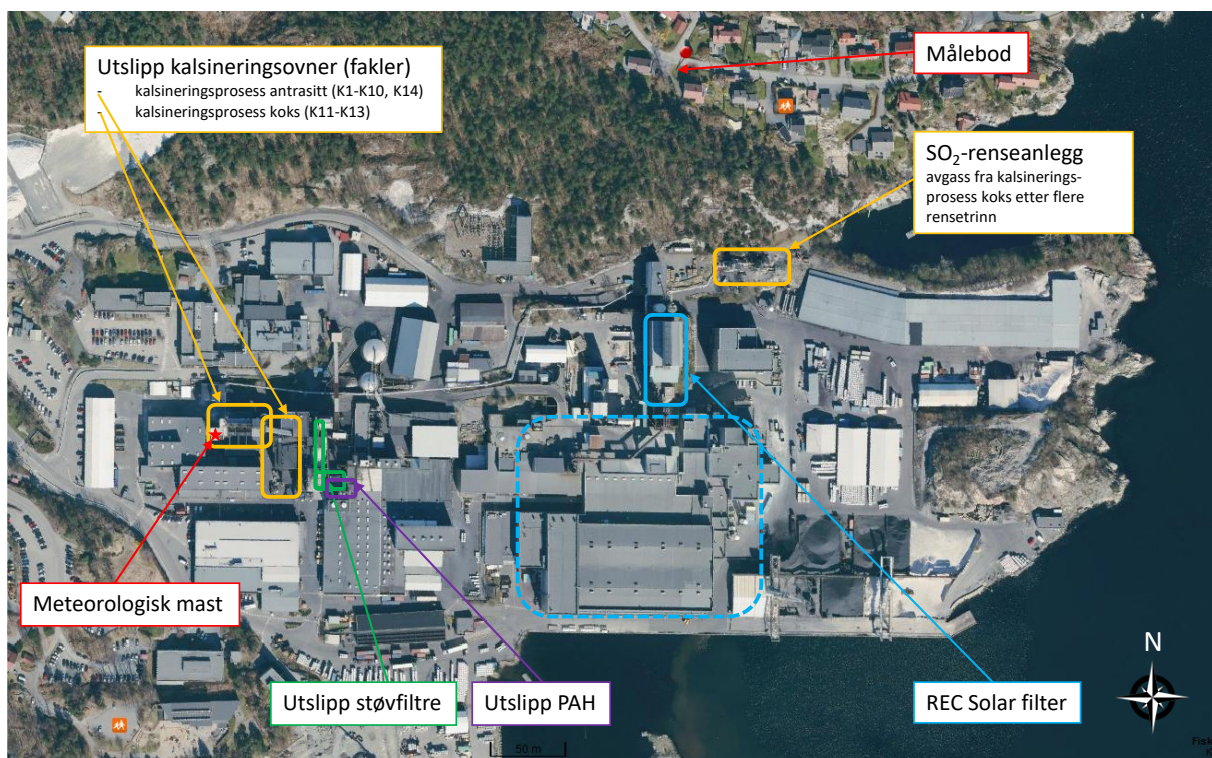 Utslipp kalsineringsovner (fakler)
- kalsineringsprosess antrasitt (K1-K10, K14)
- kalsineringsprosess koks (K11-K13)
Målebod
SO₂-renseanlegg
avgass fra kalsinerings-
prosess koks etter flere
rensetrinn
Meteorologisk mast
Utslipp støvfiltre
Utslipp PAH
REC Solar filter
N
50 m
Fisk
K